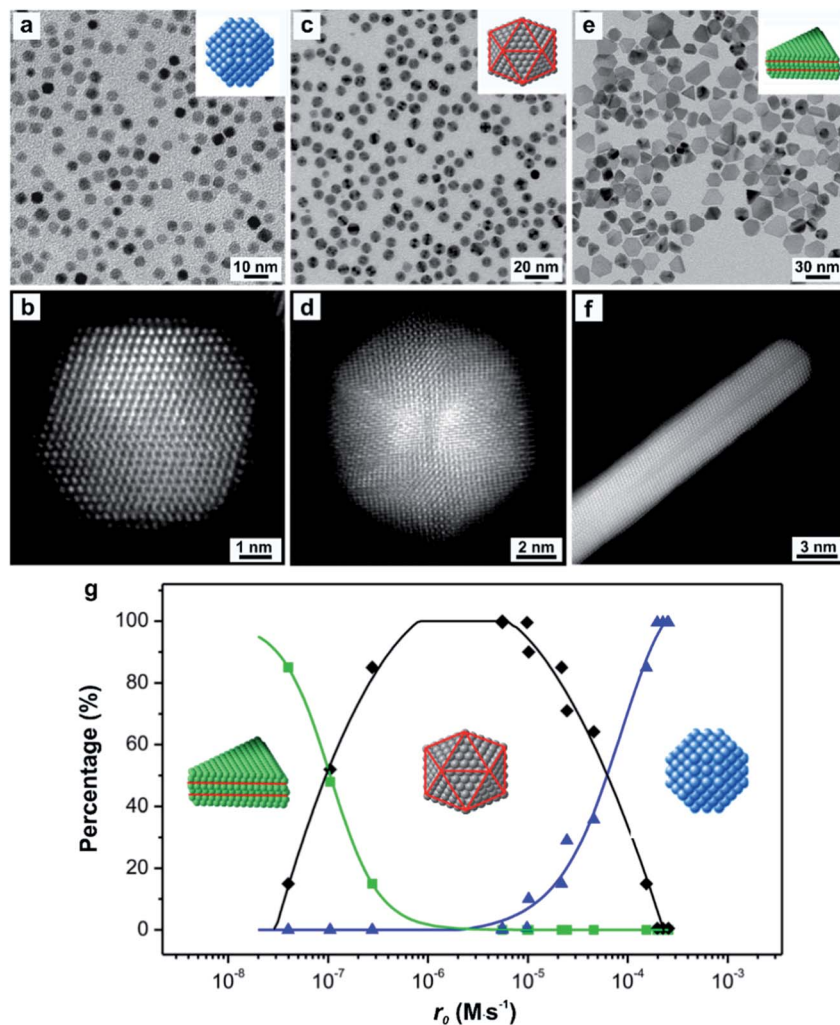 a
c
e
10 nm
20 nm
30 nm
b
d
f
1 nm
2 nm
3 nm
g
100
80
60
40
20
0
Percentage (%)
10⁻⁸
10⁻⁷
10⁻⁶
10⁻⁵
10⁻⁴
10⁻³
r₀ (M·s⁻¹)